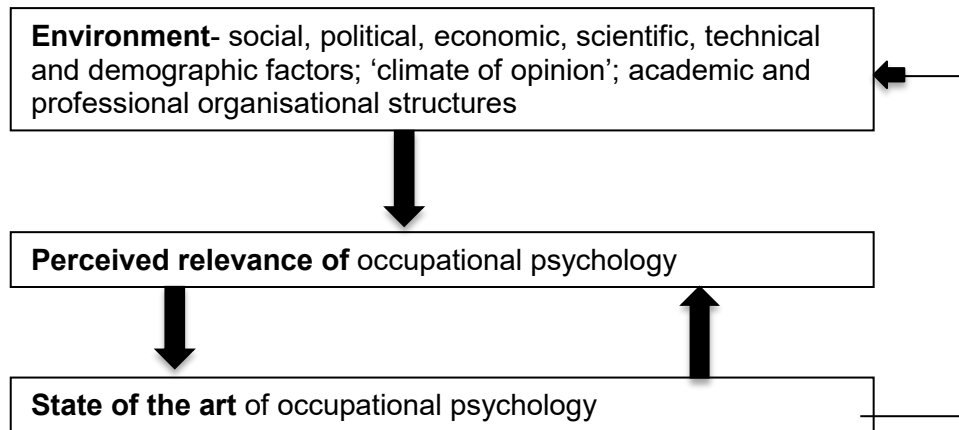 Environment- social, political, economic, scientific, technical
and demographic factors; ‘climate of opinion’; academic and
professional organisational structures
Perceived relevance of occupational psychology
State of the art of occupational psychology